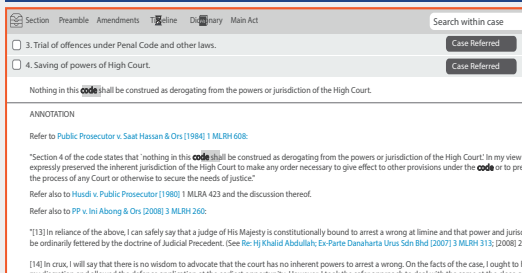 Section Preamble Amendments Timeline Dictionary Main Act
Search within case
3. Trial of offences under Penal Code and other laws.
Case Referred
4. Saving of powers of High Court.
Case Referred
Nothing in this code shall be construed as derogating from the powers or jurisdiction of the High Court.
ANNOTATION
Refer to Public Prosecutor v. Saat Hassan & Ors [1984] 1 MLRH 608:
"Section 4 of the code states that `nothing in this code shall be construed as derogating from the powers or jurisdiction of the High Court.' In my view
expressly preserved the inherent jurisdiction of the High Court to make any order necessary to give effect to other provisions under the code or to
the process of any Court or otherwise to secure the needs of justice."
Refer also to Husdi v. Public Prosecutor [1980] 1 MLRA 423 and the discussion thereof.
Refer also to PP v. Ini Abong & Ors [2008] 3 MLRH 260:
"[13] In reliance of the above, I can safely say that a judge of His Majesty is constitutionally bound to arrest a wrong at limine and that power and
be ordinarily fettered by the doctrine of Judicial Precedent. (See Re: Hj Khalid Abdullah; Ex-Parte Danaharta Urus Sdn Bhd [2007] 3 MLRH 313; [2008] 2
[14] In crux, I will say that there is no wisdom to advocate that the court has no inherent powers to arrest a wrong. On the facts of the case, I ought to